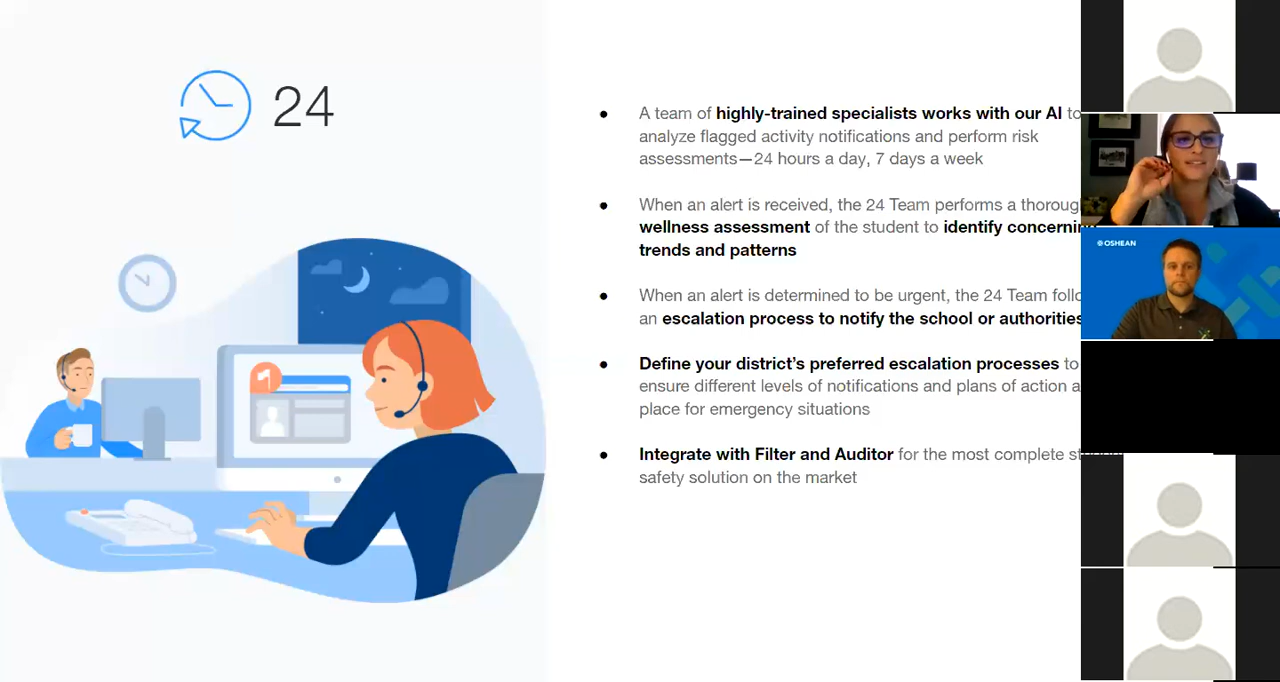 24
A team of highly-trained specialists works with our AI to
analyze flagged activity notifications and perform risk
assessments—24 hours a day, 7 days a week
When an alert is received, the 24 Team performs a
wellness assessment of the student to identify
trends and patterns
When an alert is determined to be urgent, the 24 Team
an escalation process to notify the school or authorities
Define your district's preferred escalation processes to
ensure different levels of notifications and plans of action
place for emergency situations
Integrate with Filter and Auditor for the most complete
safety solution on the market
OSHEAN